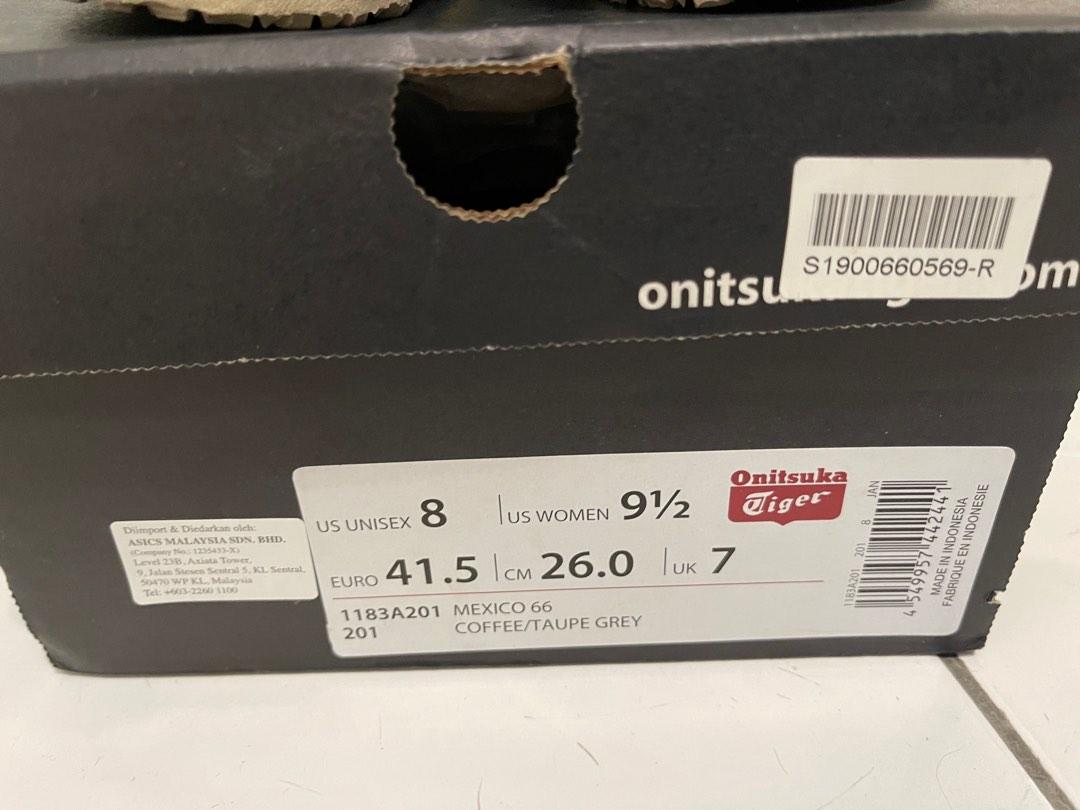 S1900660569-R
onitsu
om
Diimport & Diedarkan oleh:
ASICS MALAYSIA SDN. BHD.
(Company No.: 1235433-X)
Level 23B, Axiata Tower,
9, Jalan Stesen Sentral 5, KL Sentral,
50470 WP KL, Malaysia
Tel: +603-2260 1100
US UNISEX 8 US WOMEN 9½
EURO 41.5 CM 26.0 UK 7
1183A201 MEXICO 66
201 COFFEE/TAUPE GREY
Onitsuka
Tiger
1183A201 201 8 JAN
4 549957 442441
MADE IN INDONESIA
FABRIQUE EN INDONESIE